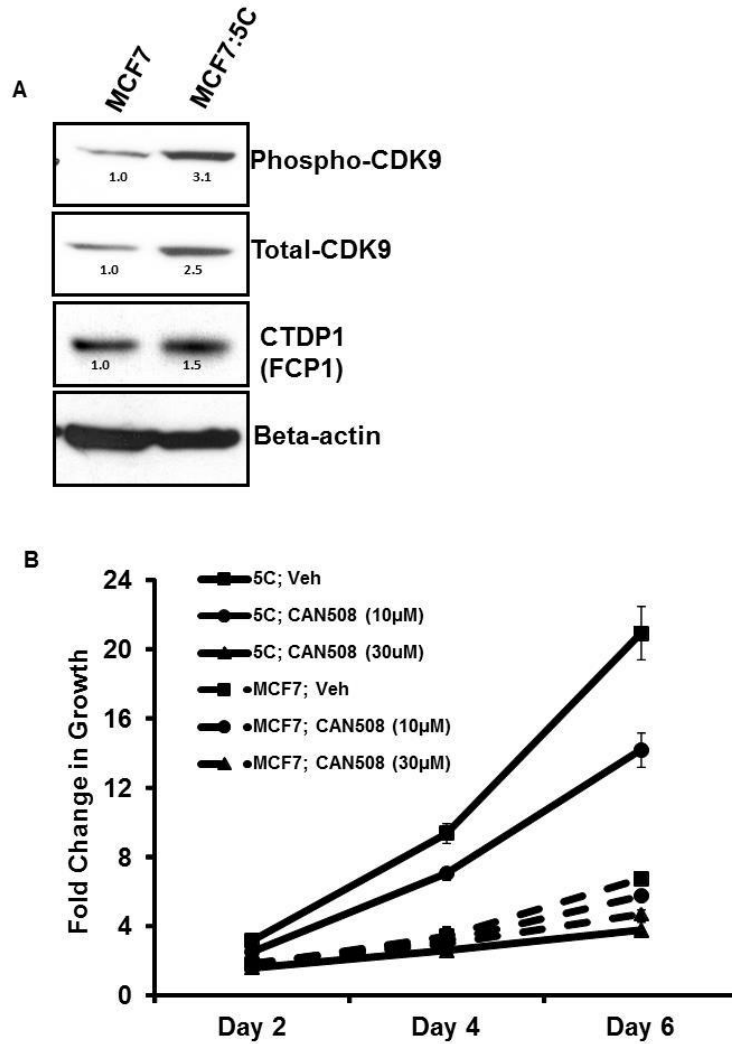 A
MCF7
MCF7:5C
1.0
3.1
Phospho-CDK9
1.0
2.5
Total-CDK9
1.0
1.5
CTDP1
(FCP1)
Beta-actin
B
Fold Change in Growth
24
20
16
12
8
4
0
5C; Veh
5C; CAN508 (10µM)
5C; CAN508 (30uM)
MCF7; Veh
MCF7; CAN508 (10µM)
MCF7; CAN508 (30µM)
Day 2
Day 4
Day 6